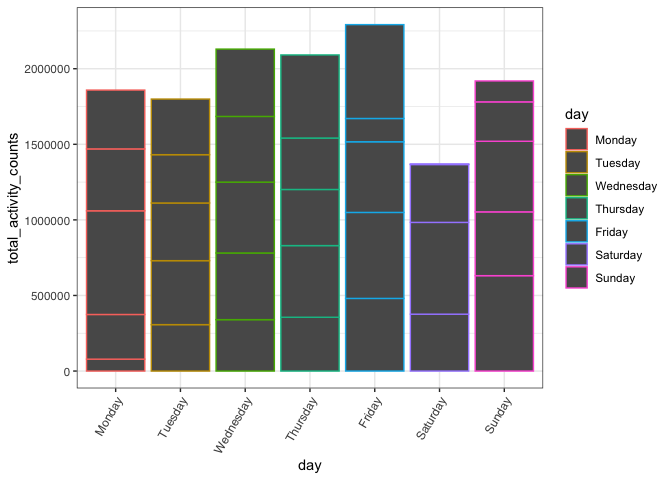 total_activity_counts
2000000
1500000
1000000
500000
0
Monday
Tuesday
Wednesday
Thursday
Friday
Saturday
Sunday
day
day
Monday
Tuesday
Wednesday
Thursday
Friday
Saturday
Sunday